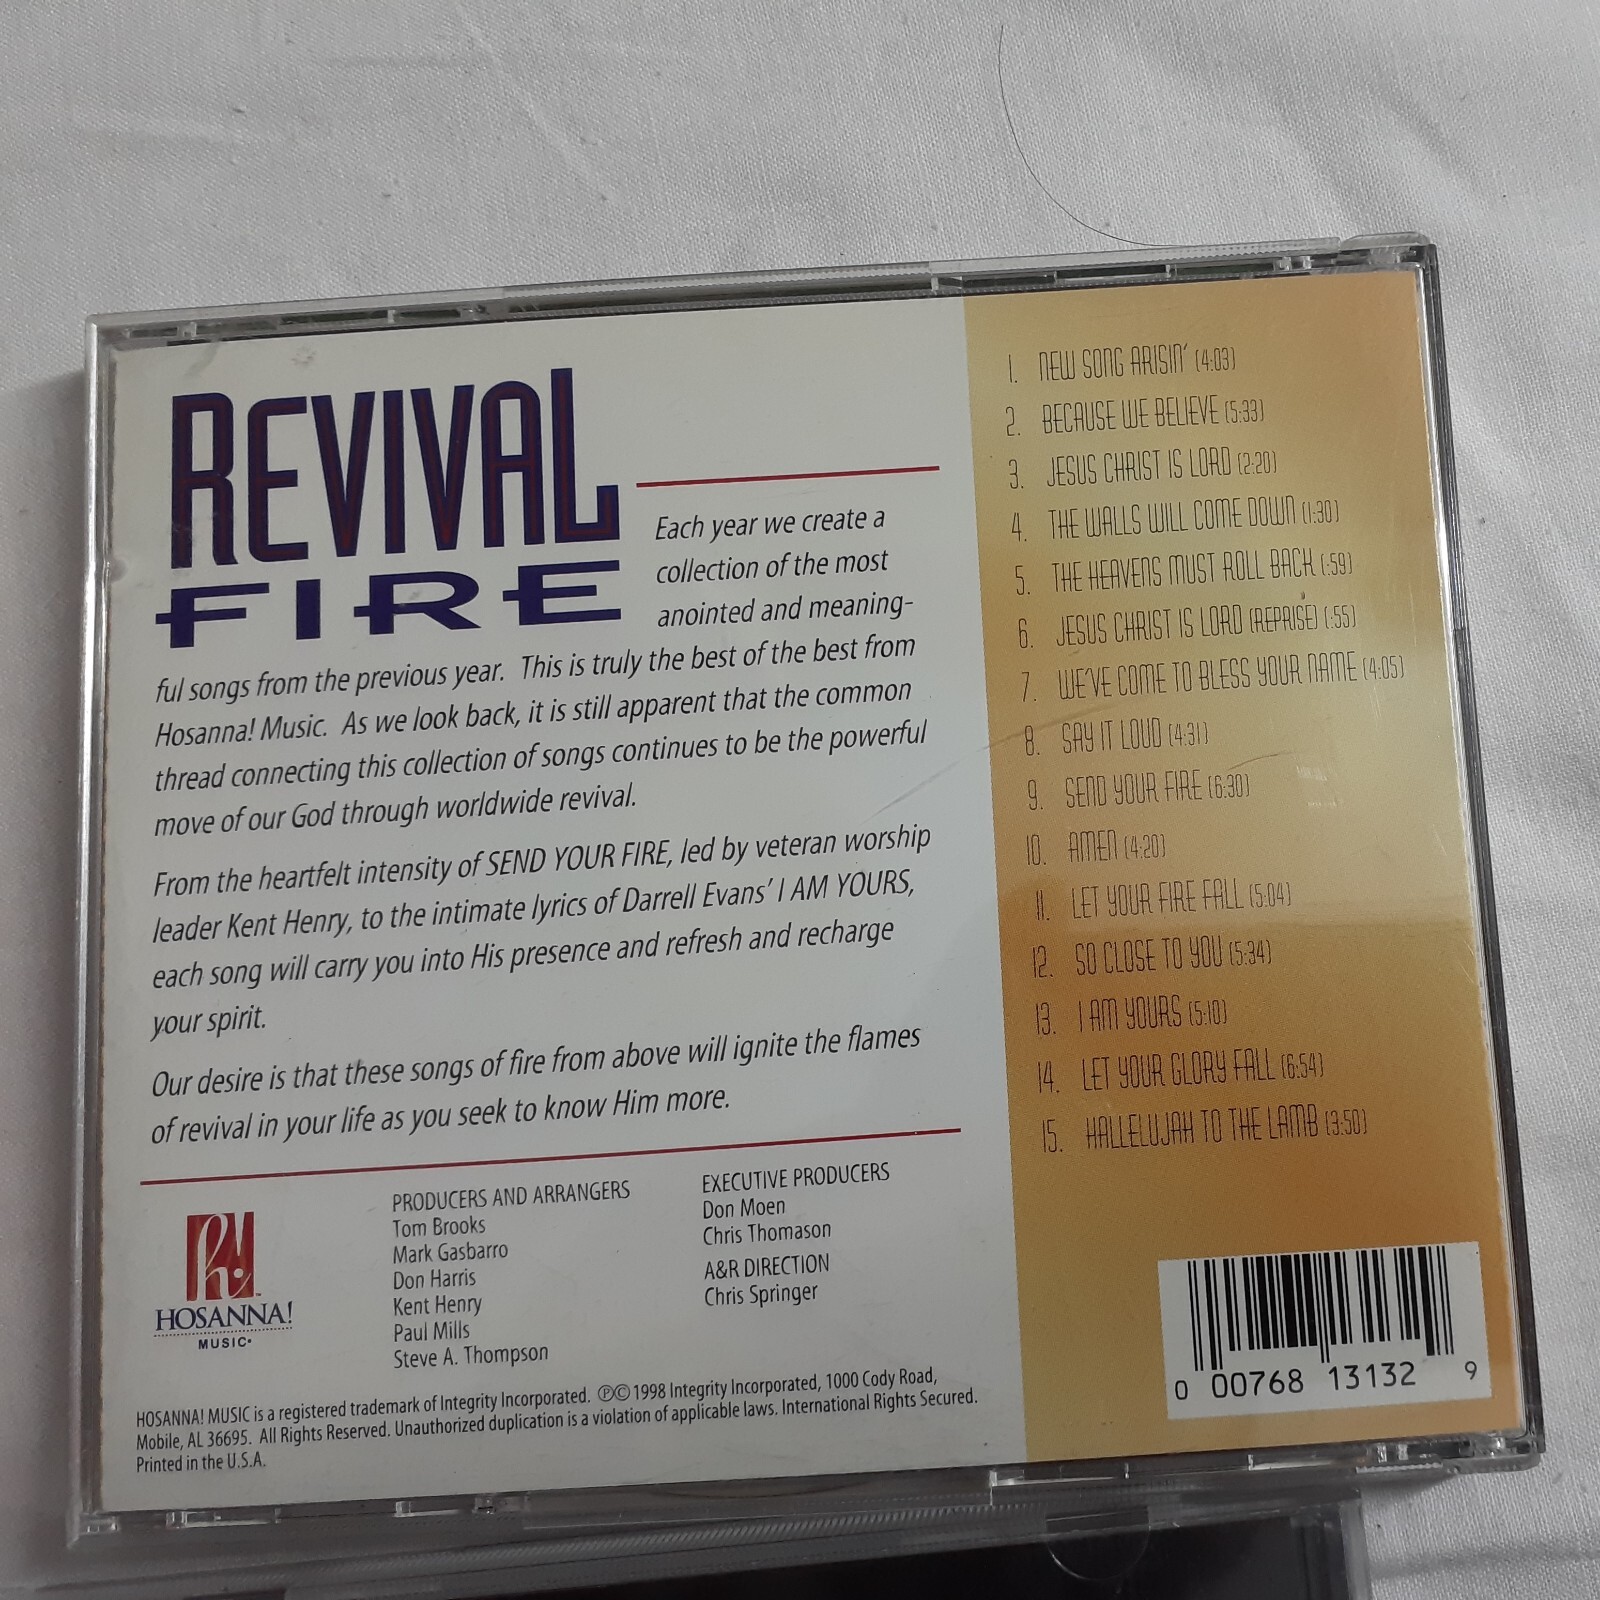 REVIVAL
FIRE
Each year we create a
collection of the most
anointed and meaning-
ful songs from the previous year. This is truly the best of the best from
Hosanna! Music. As we look back, it is still apparent that the common
thread connecting this collection of songs continues to be the powerful
move of our God through worldwide revival.
From the heartfelt intensity of SEND YOUR FIRE, led by veteran worship
leader Kent Henry, to the intimate lyrics of Darrell Evans' I AM YOURS,
each song will carry you into His presence and refresh and recharge
your spirit.
Our desire is that these songs of fire from above will ignite the flames
of revival in your life as you seek to know Him more.
h!
HOSANNA!
MUSIC
PRODUCERS AND ARRANGERS
Tom Brooks
Mark Gasbarro
Don Harris
Kent Henry
Paul Mills
Steve A. Thompson
EXECUTIVE PRODUCERS
Don Moen
Chris Thomason
A&R DIRECTION
Chris Springer
HOSANNA! MUSIC is a registered trademark of Integrity Incorporated. ℗© 1998 Integrity Incorporated, 1000 Cody Road,
Mobile, AL 36695. All Rights Reserved. Unauthorized duplication is a violation of applicable laws. International Rights Secured.
Printed in the U.S.A.
1. NEW SONG ARISIN' (4:03)
2. BECAUSE WE BELIEVE (5:33)
3. JESUS CHRIST IS LORD (2:20)
4. THE WALLS WILL COME DOWN (1:30)
5. THE HEAVENS MUST ROLL BACK (:59)
6. JESUS CHRIST IS LORD (REPRISE) (:55)
7. WE'VE COME TO BLESS YOUR NAME (4:05)
8. SAY IT LOUD (4:31)
9. SEND YOUR FIRE (6:30)
10. AMEN (4:20)
11. LET YOUR FIRE FALL (5:04)
12. SO CLOSE TO YOU (5:34)
13. I AM YOURS (5:10)
14. LET YOUR GLORY FALL (6:54)
15. HALLELUJAH TO THE LAMB (3:50)
0 00768 13132 9